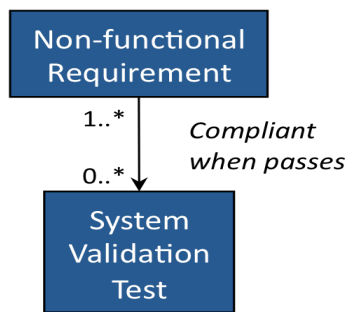 Non-functional
Requirement
1..*
Compliant
when passes
0..*
System
Validation
Test